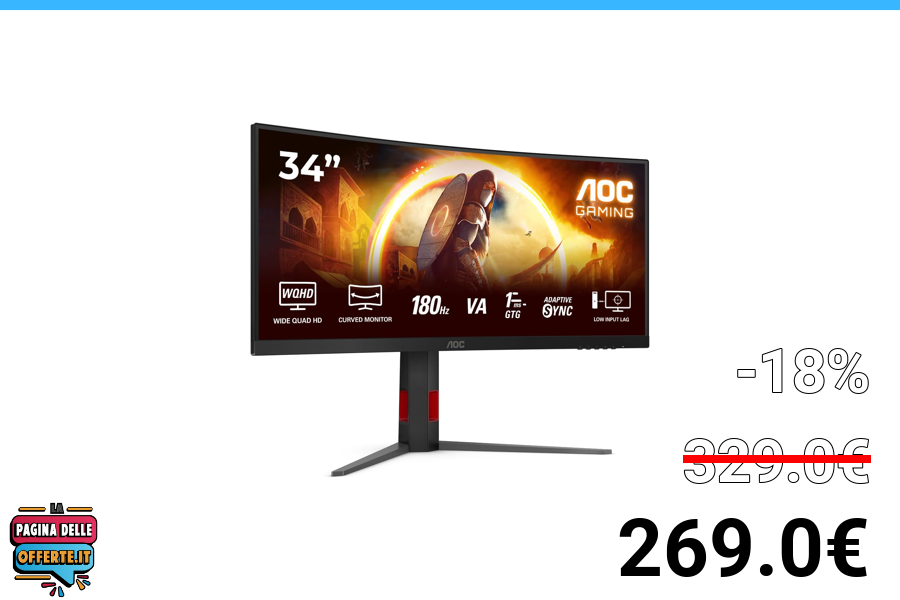 34”
AOC
GAMING
WQHD
WIDE QUAD HD
CURVED MONITOR
180Hz
VA
1ms
GTG
ADAPTIVE
SYNC
LOW INPUT LAG
AOC
-18%
329.0€
269.0€
LA
PAGINA DELLE
OFFERTE.IT